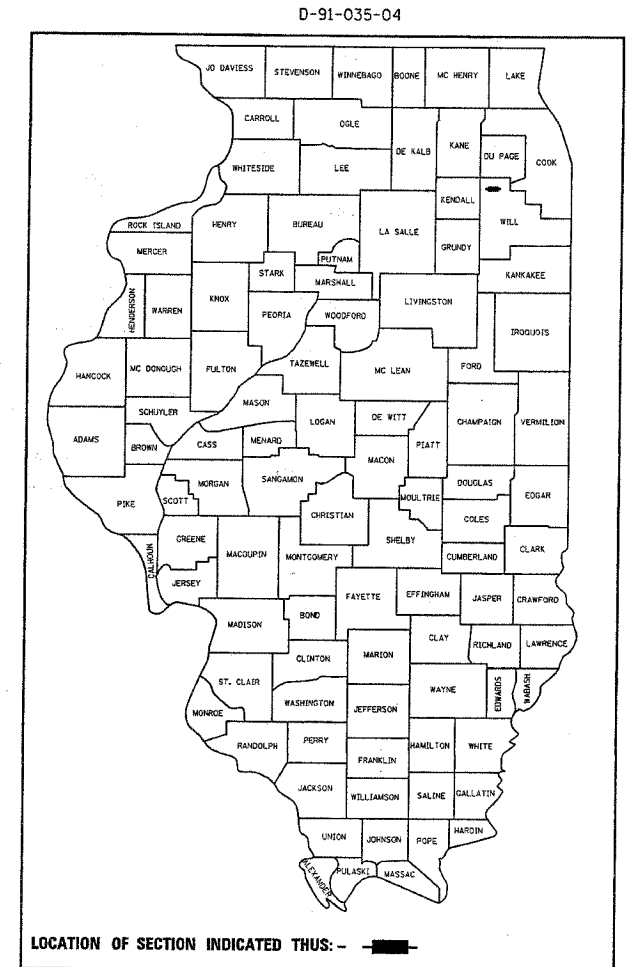 D-91-035-04
JO DAVIESS STEVENSON WINNEBAGO BOONE MC HENRY LAKE
CARROLL OGLE
DE KALB KANE DU PAGE COOK
WHITESIDE LEE
KENDALL WILL
ROCK ISLAND HENRY BUREAU LA SALLE GRUNDY
MERCER PUTNAM
STARK MARSHALL KANKAKEE
HENDERSON WARREN KNOX LIVINGSTON
PEORIA WOODFORD IROQUOIS
HANCOCK MC DONOUGH FULTON TAZEWELL MC LEAN FORD
MASON
SCHUYLER DE WITT CHAMPAIGN VERMILION
ADAMS BROWN CASS MENARD LOGAN PIATT
MACON
MORGAN SANGAMON DOUGLAS
PIKE SCOTT MOULTRIE EDGAR
CHRISTIAN COLES
GREENE MACOUPIN SHELBY
CALHOUN MONTGOMERY CUMBERLAND CLARK
JERSEY
FAYETTE EFFINGHAM JASPER CRAWFORD
MADISON BOND
CLAY RICHLAND LAWRENCE
CLINTON MARION
ST. CLAIR WAYNE EDWARDS WABASH
WASHINGTON JEFFERSON
MONROE
RANDOLPH PERRY HAMILTON WHITE
FRANKLIN
JACKSON WILLIAMSON SALINE GALLATIN
UNION JOHNSON POPE HARDIN
ALEXANDER PULASKI MASSAC
LOCATION OF SECTION INDICATED THUS: -